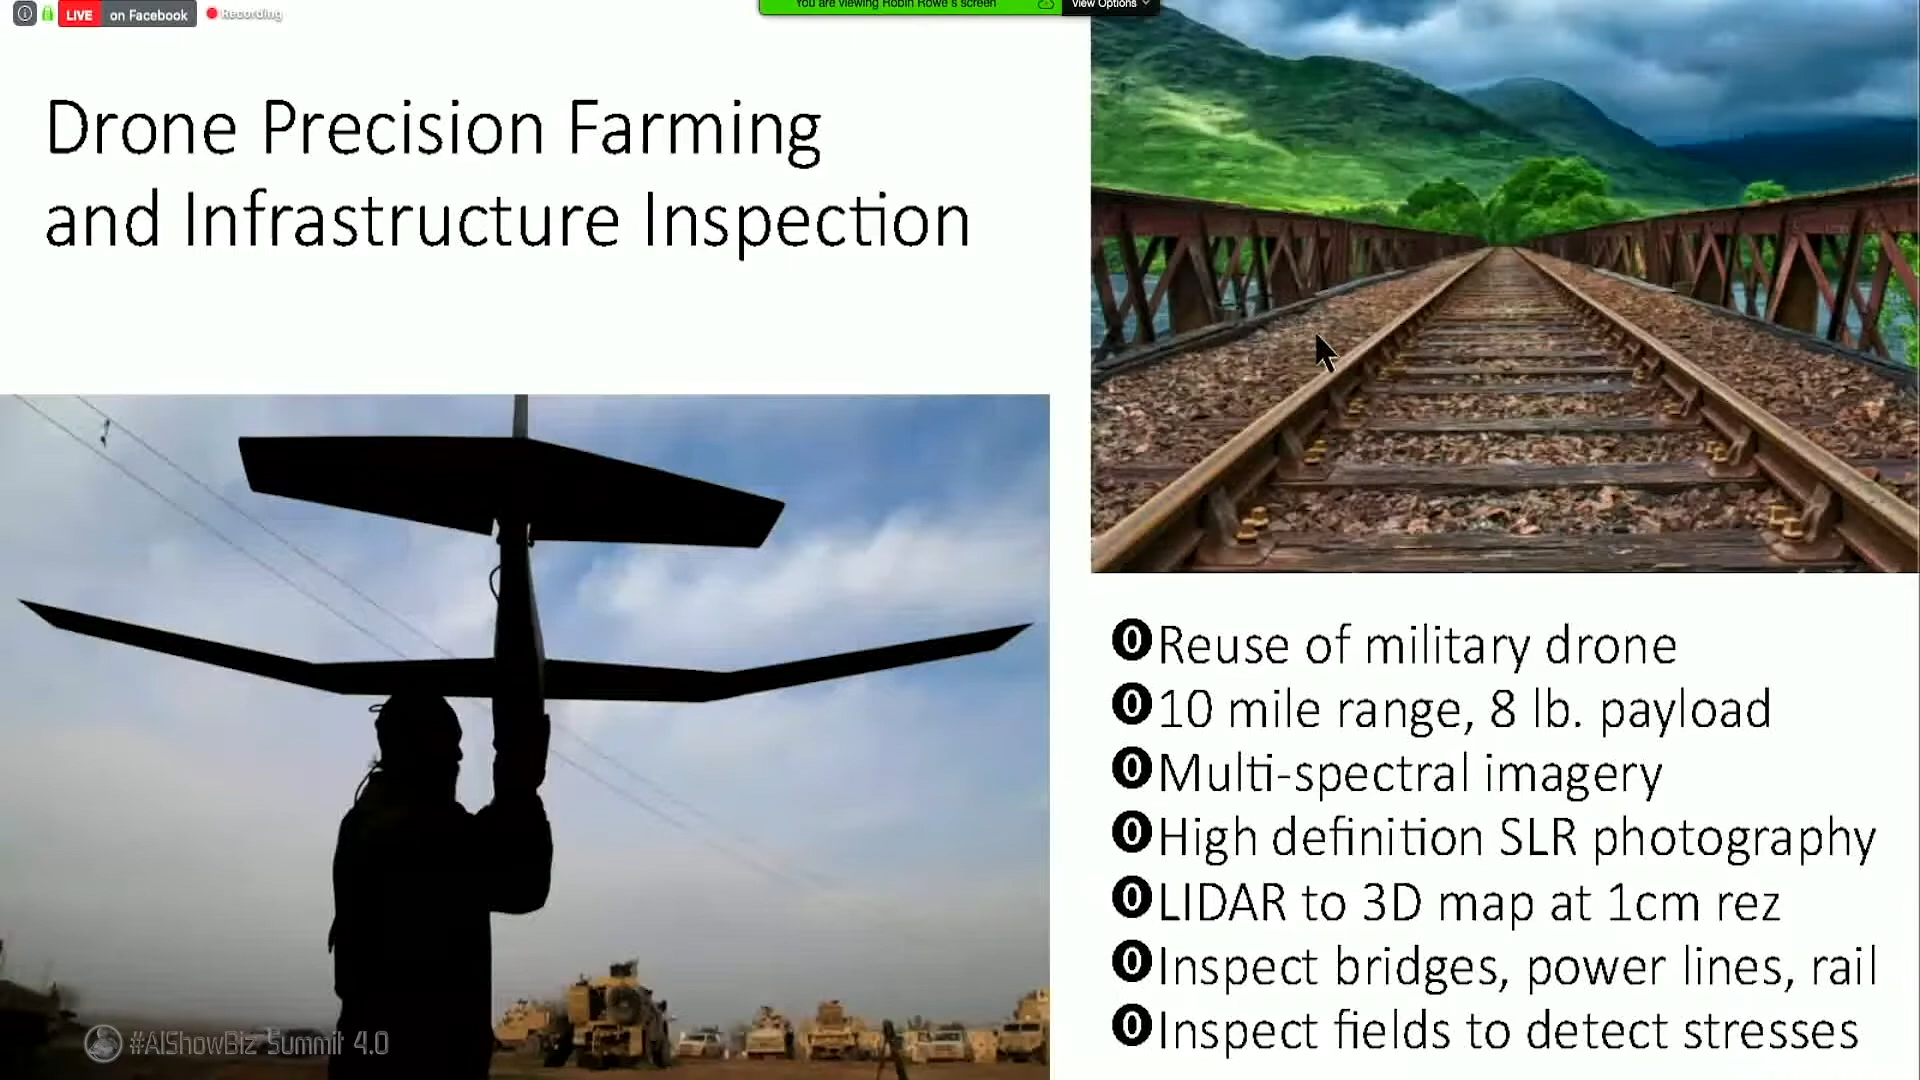 LIVE on Facebook Recording
You are viewing Robin Rowe's screen View Options
Drone Precision Farming
and Infrastructure Inspection
Reuse of military drone
10 mile range, 8 lb. payload
Multi-spectral imagery
High definition SLR photography
LIDAR to 3D map at 1cm rez
Inspect bridges, power lines, rail
Inspect fields to detect stresses
#AIShowBiz Summit 4.0